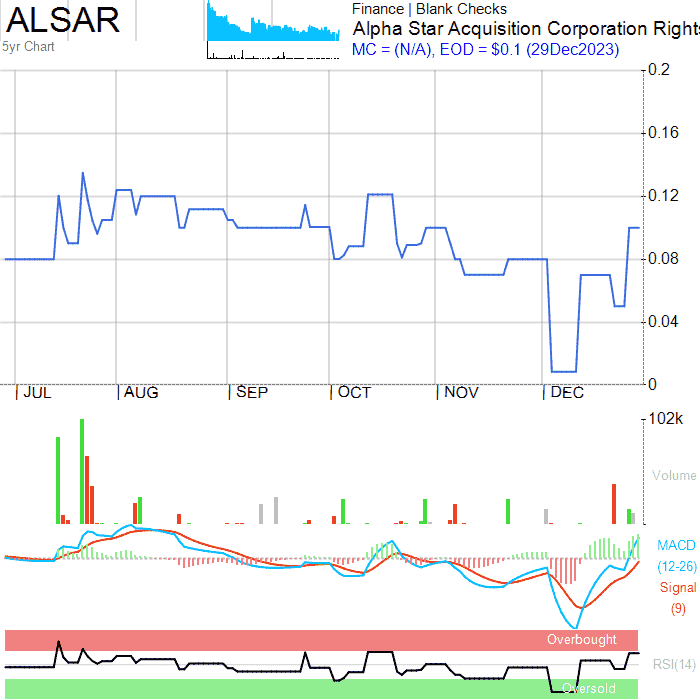 ALSAR
5yr Chart
Finance | Blank Checks
Alpha Star Acquisition Corporation Rights
MC = (N/A), EOD = $0.1 (29Dec2023)
0.2
0.16
0.12
0.08
0.04
0
JUL AUG SEP OCT NOV DEC
102k
Volume
MACD
(12-26)
Signal
(9)
Overbought
RSI(14)
Oversold